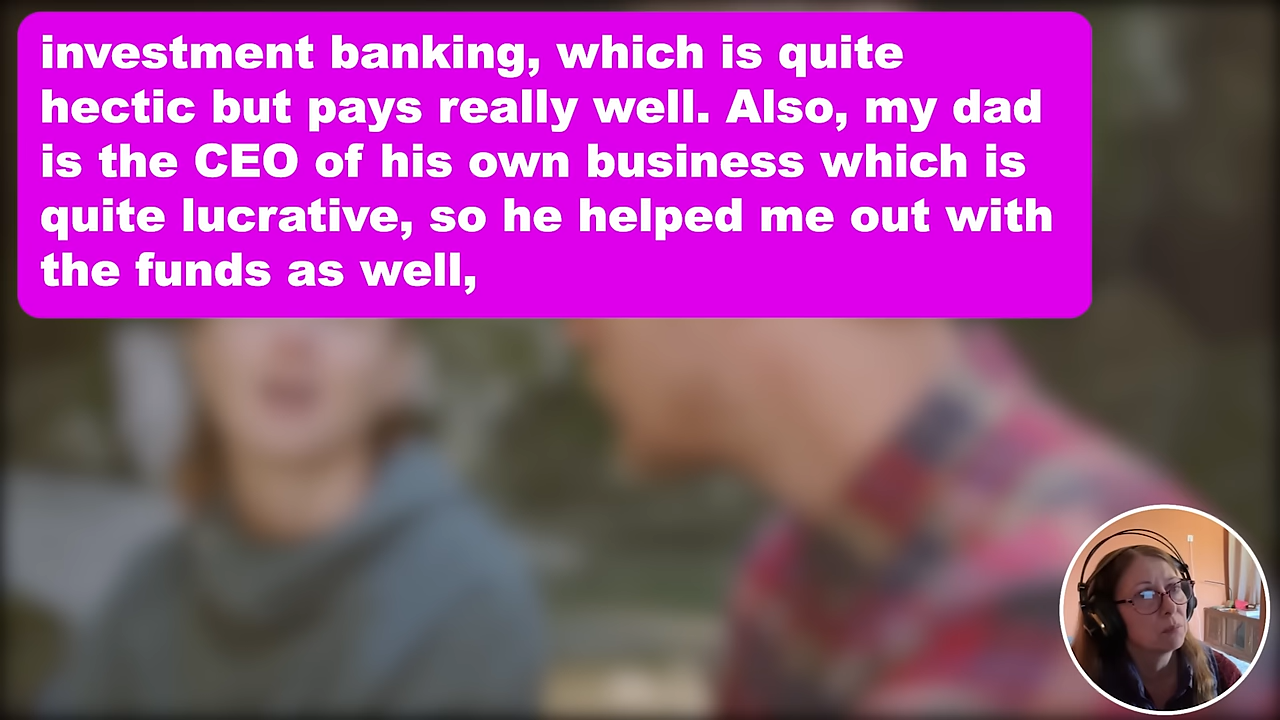 investment banking, which is quite
hectic but pays really well. Also, my dad
is the CEO of his own business which is
quite lucrative, so he helped me out with
the funds as well,